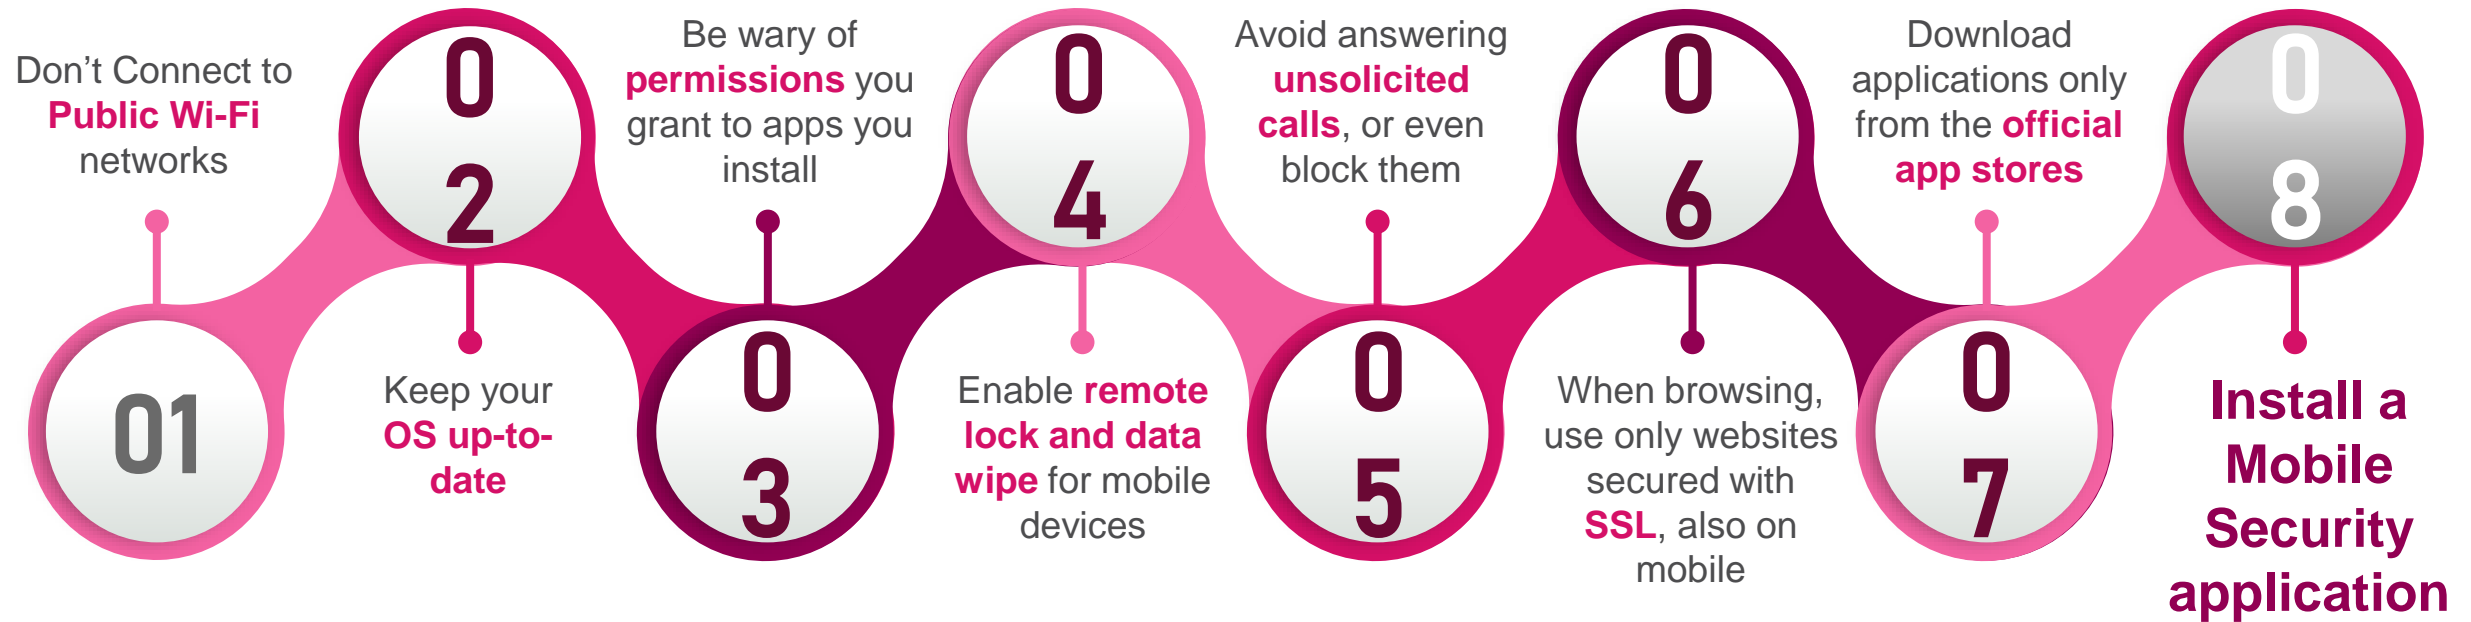 Don’t Connect to
Public Wi-Fi
networks
01
0
2
Keep your
OS up-to-
date
Be wary of
permissions you
grant to apps you
install
0
3
0
4
Enable remote
lock and data
wipe for mobile
devices
Avoid answering
unsolicited
calls, or even
block them
0
5
0
6
When browsing,
use only websites
secured with
SSL, also on
mobile
Download
applications only
from the official
app stores
0
7
0
8
Install a
Mobile
Security
application